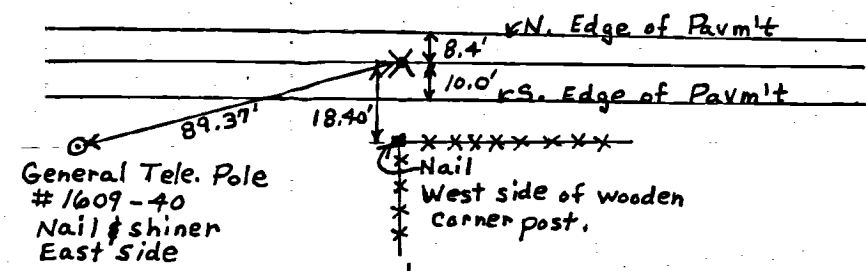 N. Edge of Pavm't
8.4'
10.0'
S. Edge of Pavm't
89.37'
18.40'
General Tele. Pole
# 1609-40
Nail & shiner
East Side
Nail
West side of wooden
corner post.